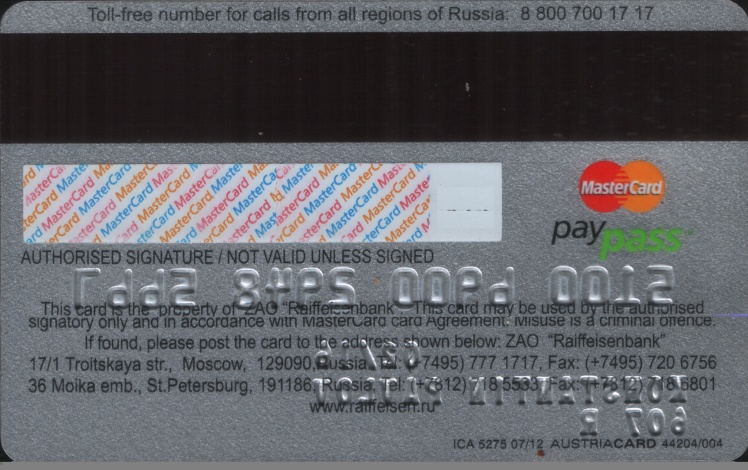 Toll-free number for calls from all regions of Russia: 8 800 700 17 17
MasterCard
pay
pass
AUTHORISED SIGNATURE / NOT VALID UNLESS SIGNED
This card is the property of ZAO "Raiffeisenbank" This card may be used by the authorised
signatory only and in accordance with MasterCard card Agreement. Misuse is a criminal offence.
If found, please post the card to the address shown below: ZAO "Raiffeisenbank"
17/1 Troitskaya str., Moscow, 129090, Russia, Tel: (+7495) 777 1717, Fax: (+7495) 720 6756
36 Moika emb., St.Petersburg, 191186, Russia, Tel: (+7812) 718 5533, Fax: (+7812) 718 6801
www.raiffeisen.ru
ICA 5275 07/12 AUSTRIACARD 44204/004